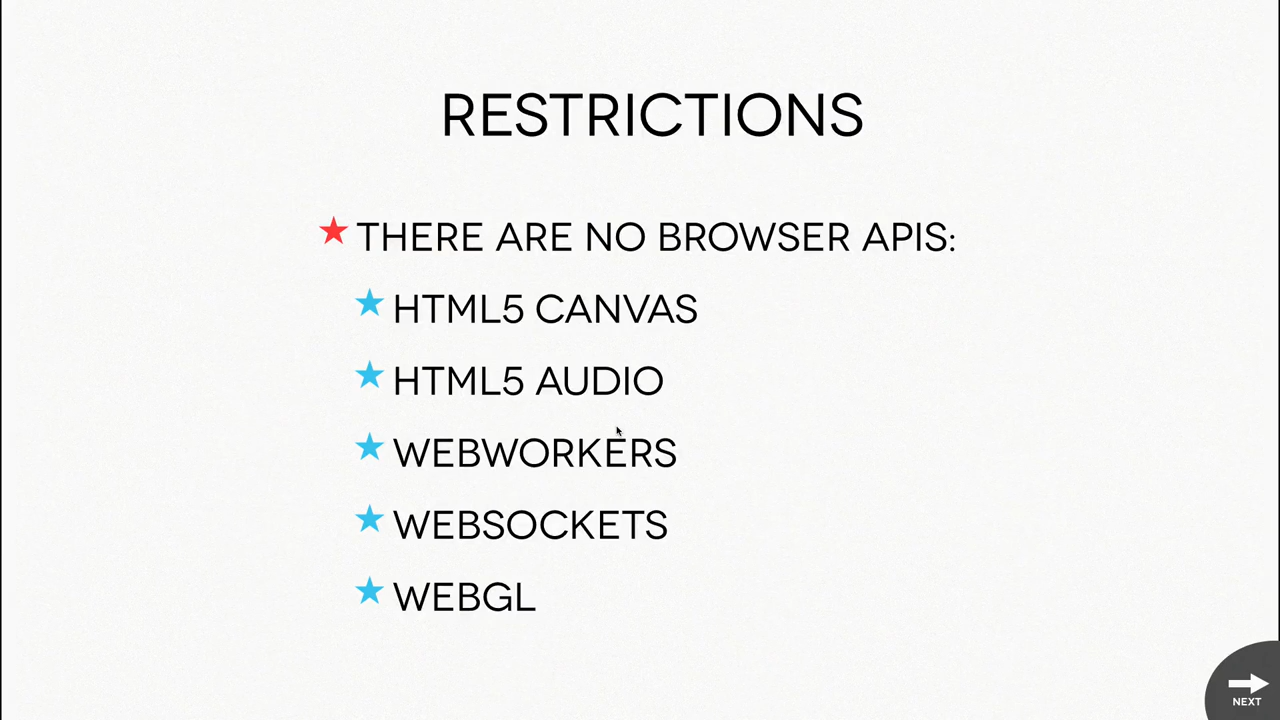 RESTRICTIONS
THERE ARE NO BROWSER APIS:
HTML5 CANVAS
HTML5 AUDIO
WEBWORKERS
WEBSOCKETS
WEBGL
NEXT